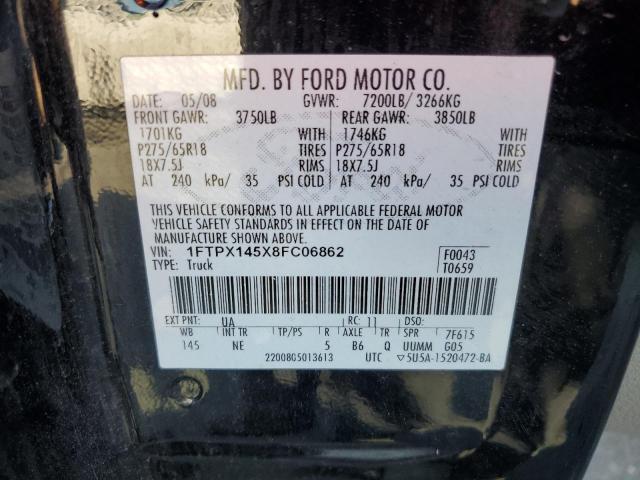 MFD. BY FORD MOTOR CO.
DATE: 05/08 GVWR: 7200LB/ 3266KG
FRONT GAWR: 3750LB REAR GAWR: 3850LB
1701KG WITH 1746KG WITH
P275/65R18 TIRES P275/65R18 TIRES
18X7.5J RIMS 18X7.5J RIMS
AT 240 kPa/ 35 PSI COLD AT 240 kPa/ 35 PSI COLD
THIS VEHICLE CONFORMS TO ALL APPLICABLE FEDERAL MOTOR
VEHICLE SAFETY STANDARDS IN EFFECT ON THE DATE OF
MANUFACTURE SHOWN ABOVE.
VIN: 1FTPX145X8FC06862 F0043
TYPE: Truck T0659
EXT PNT: UA RC: 11 7F615
WB INT TR TP/PS R AXLE TR SPR
145 NE 5 B6 Q UUMM G05
2200805013613 UTC ▽5U5A-1520472-BA